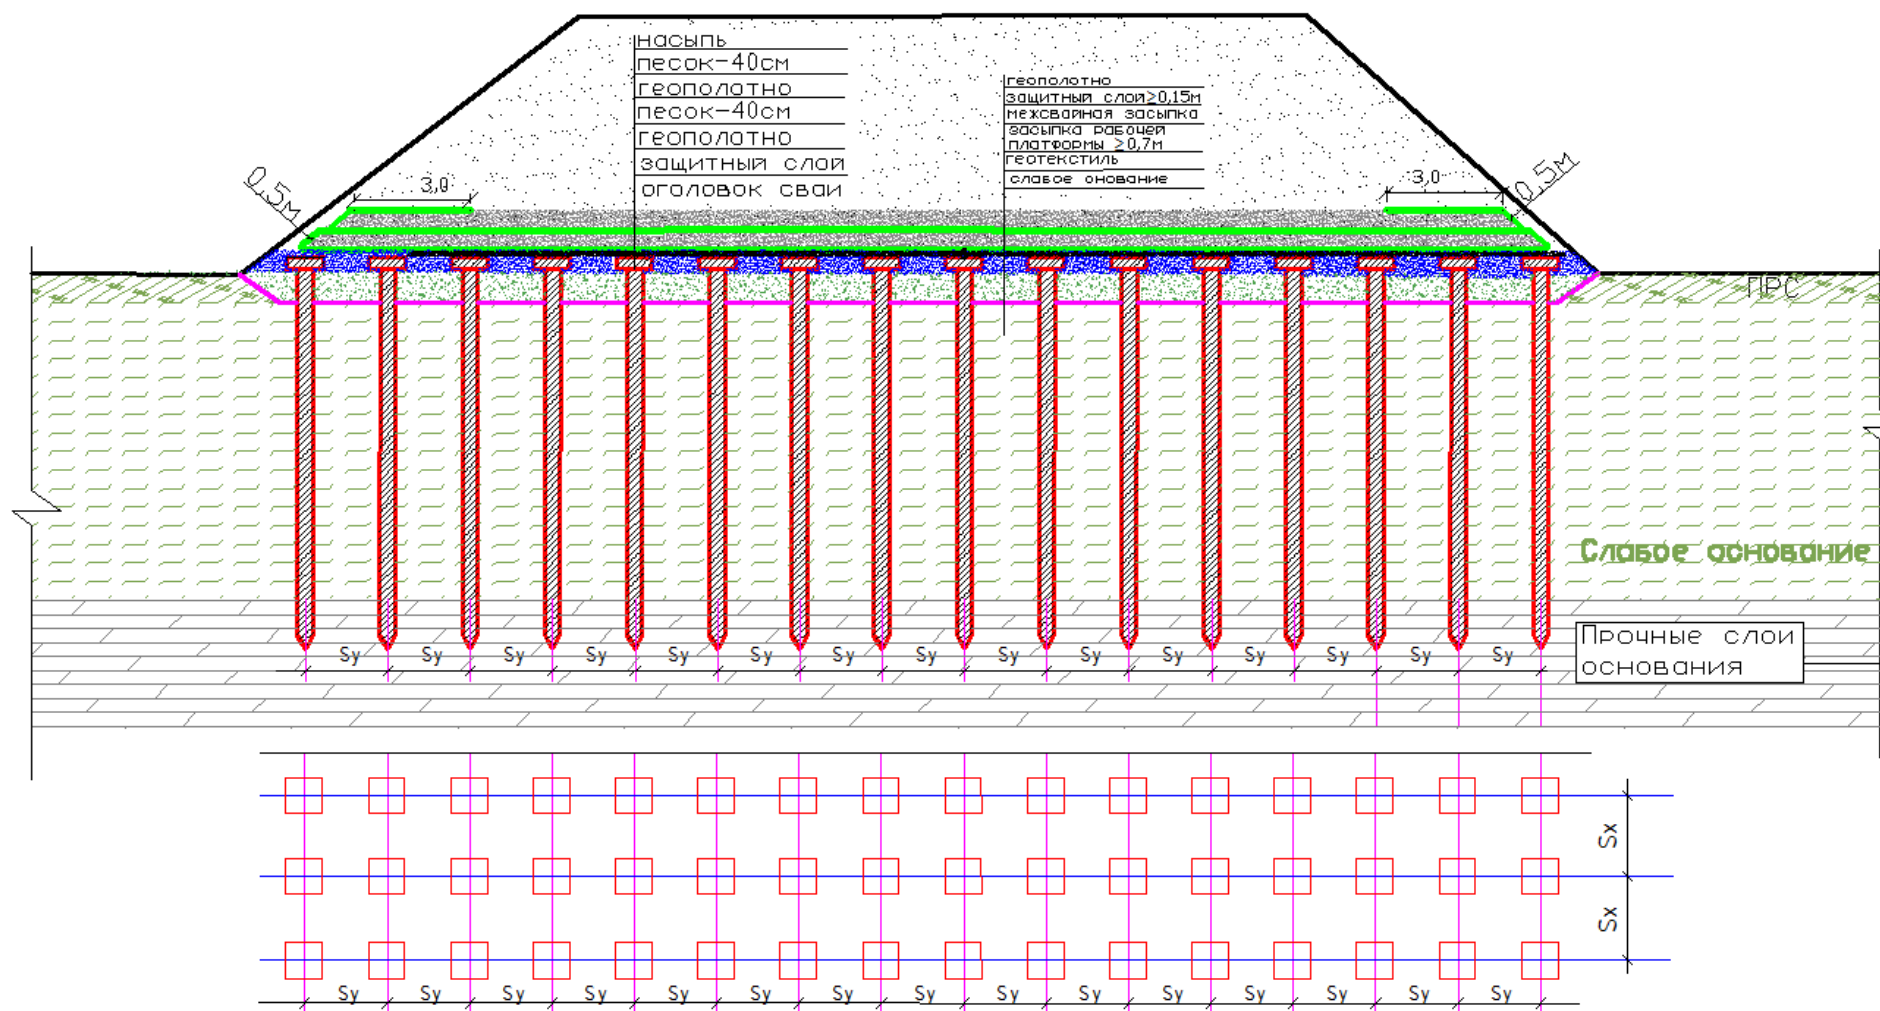 насыпь
песок-40см
геополотно
песок-40см
геополотно
защитный слой
оголовок сваи
геополотно
защитный слой≥0,15м
межсвайная засыпка
засыпка рабочей
платформы ≥0,7м
геотекстиль
слабое онование
0,5м
3,0
3,0
0,5м
ПРС
Слабое основание
Прочные слои
основания
Sy Sy Sy Sy Sy Sy Sy Sy Sy Sy Sy Sy Sy Sy Sy
Sx
Sx
Sy Sy Sy Sy Sy Sy Sy Sy Sy Sy Sy Sy Sy Sy Sy